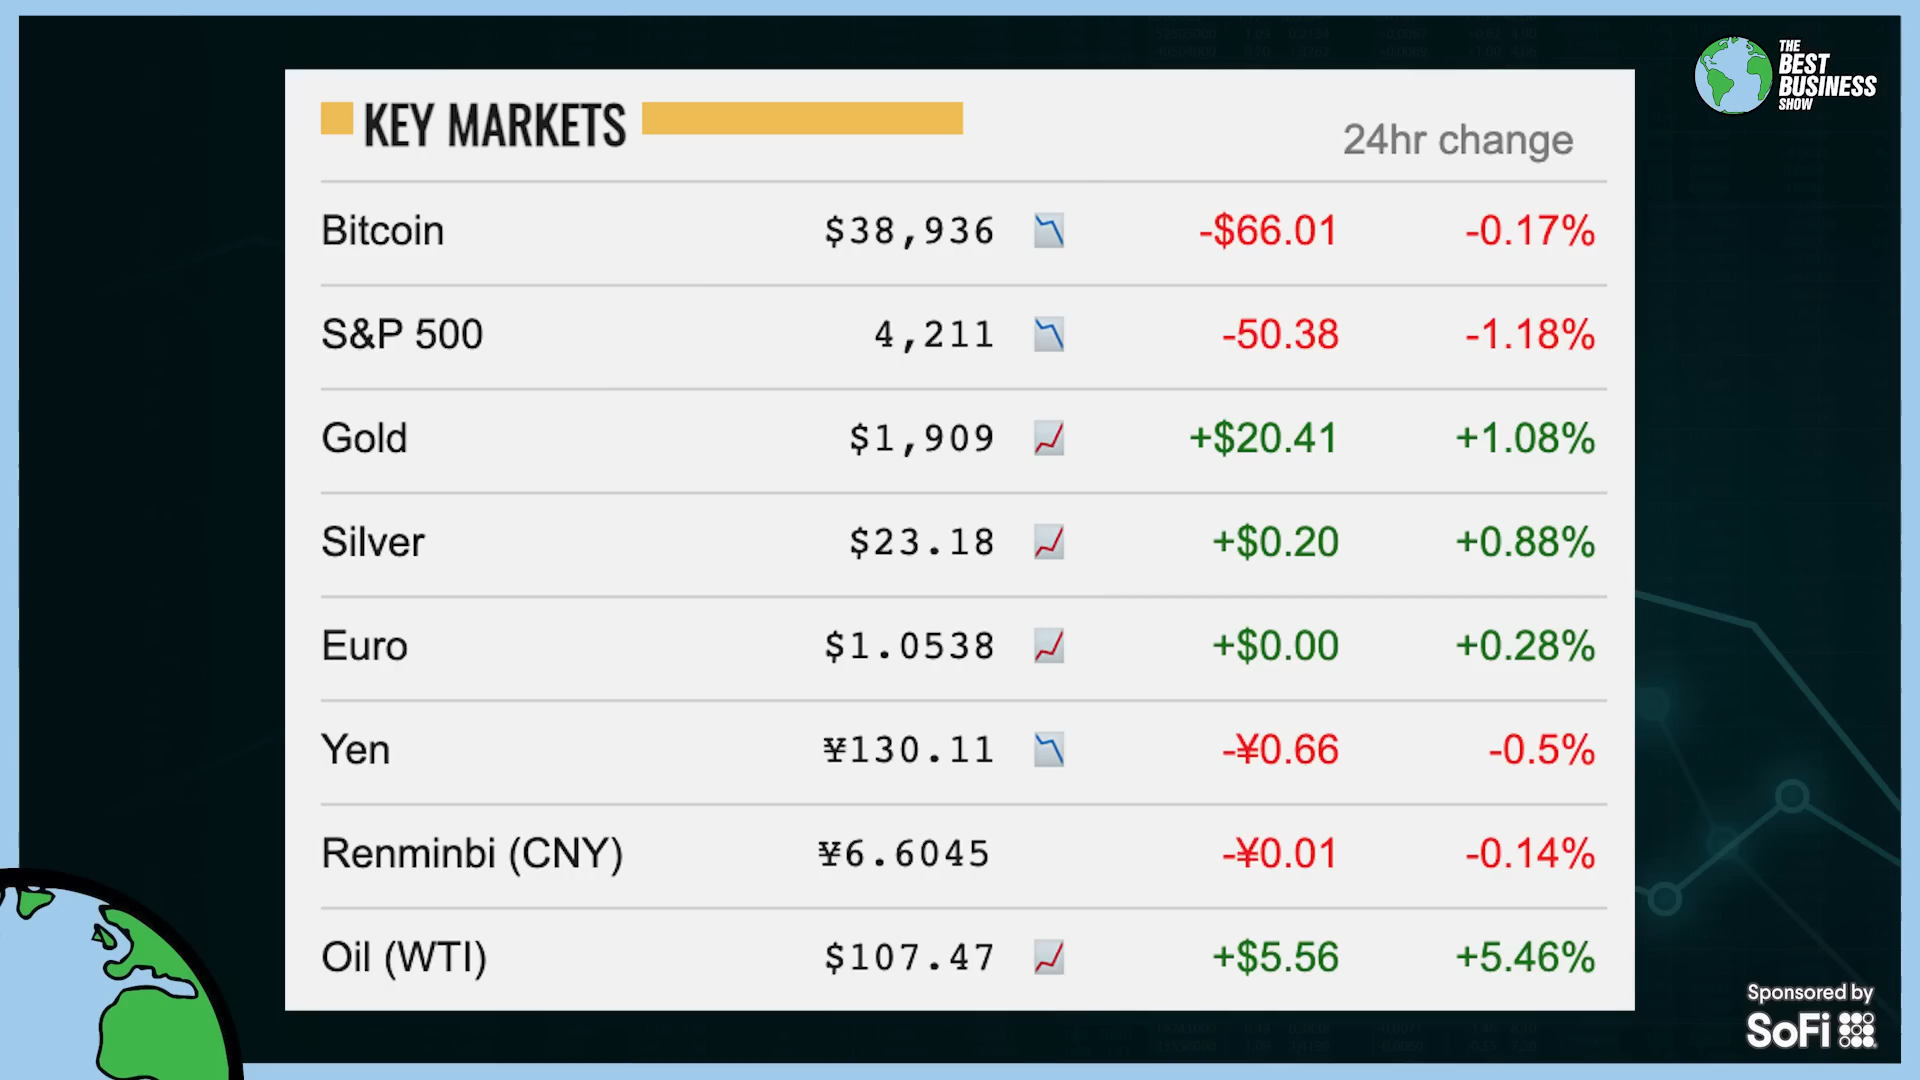 THE
BEST
BUSINESS
SHOW
KEY MARKETS
24hr change
Bitcoin $38,936 -$66.01 -0.17%
S&P 500 4,211 -50.38 -1.18%
Gold $1,909 +$20.41 +1.08%
Silver $23.18 +$0.20 +0.88%
Euro $1.0538 +$0.00 +0.28%
Yen ¥130.11 -¥0.66 -0.5%
Renminbi (CNY) ¥6.6045 -¥0.01 -0.14%
Oil (WTI) $107.47 +$5.56 +5.46%
Sponsored by
SoFi